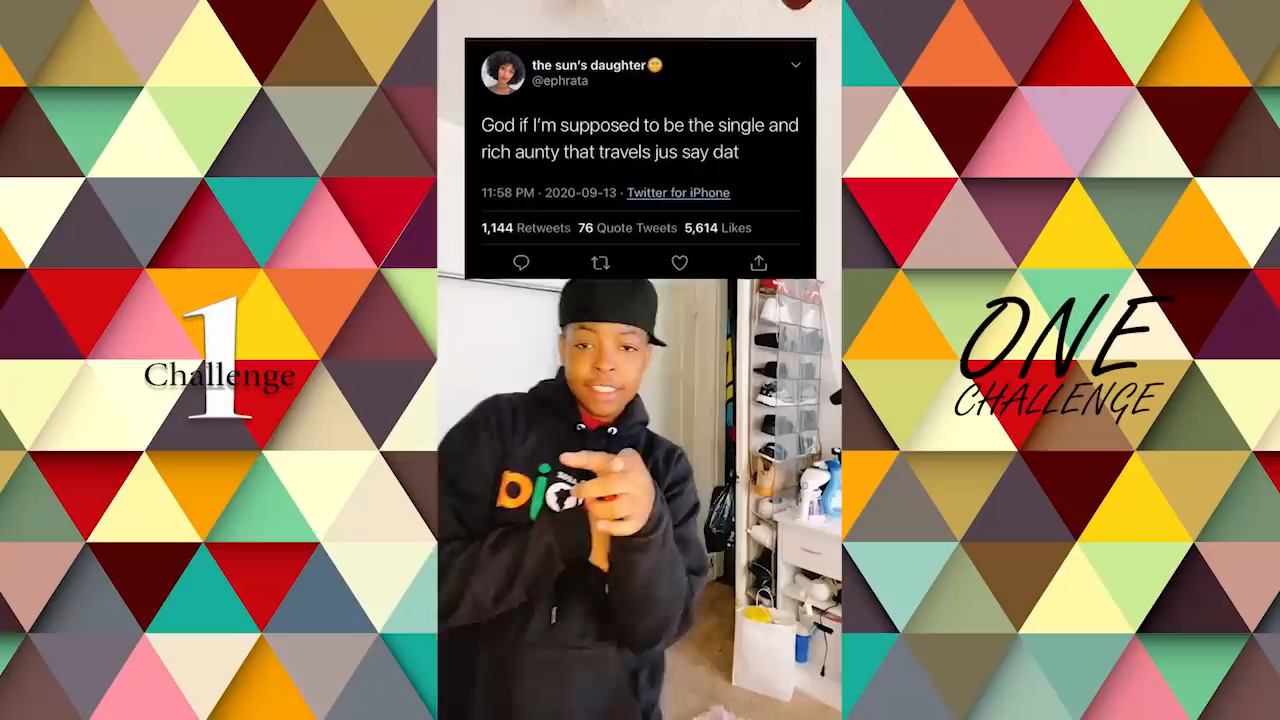 the sun's daughter🌞
@ephrata
God if I'm supposed to be the single and
rich aunty that travels jus say dat
11:58 PM · 2020-09-13 · Twitter for iPhone
1,144 Retweets 76 Quote Tweets 5,614 Likes
1
Challenge
ONE
CHALLENGE